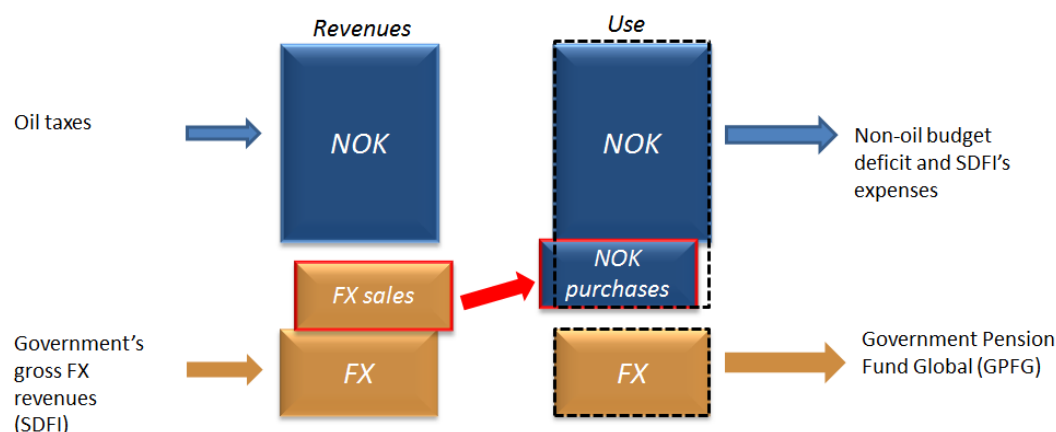 Revenues
Use
Oil taxes
NOK
NOK
Non-oil budget
deficit and SDFI's
expenses
FX sales
NOK
purchases
Government's
gross FX
revenues
(SDFI)
FX
FX
Government Pension
Fund Global (GPFG)